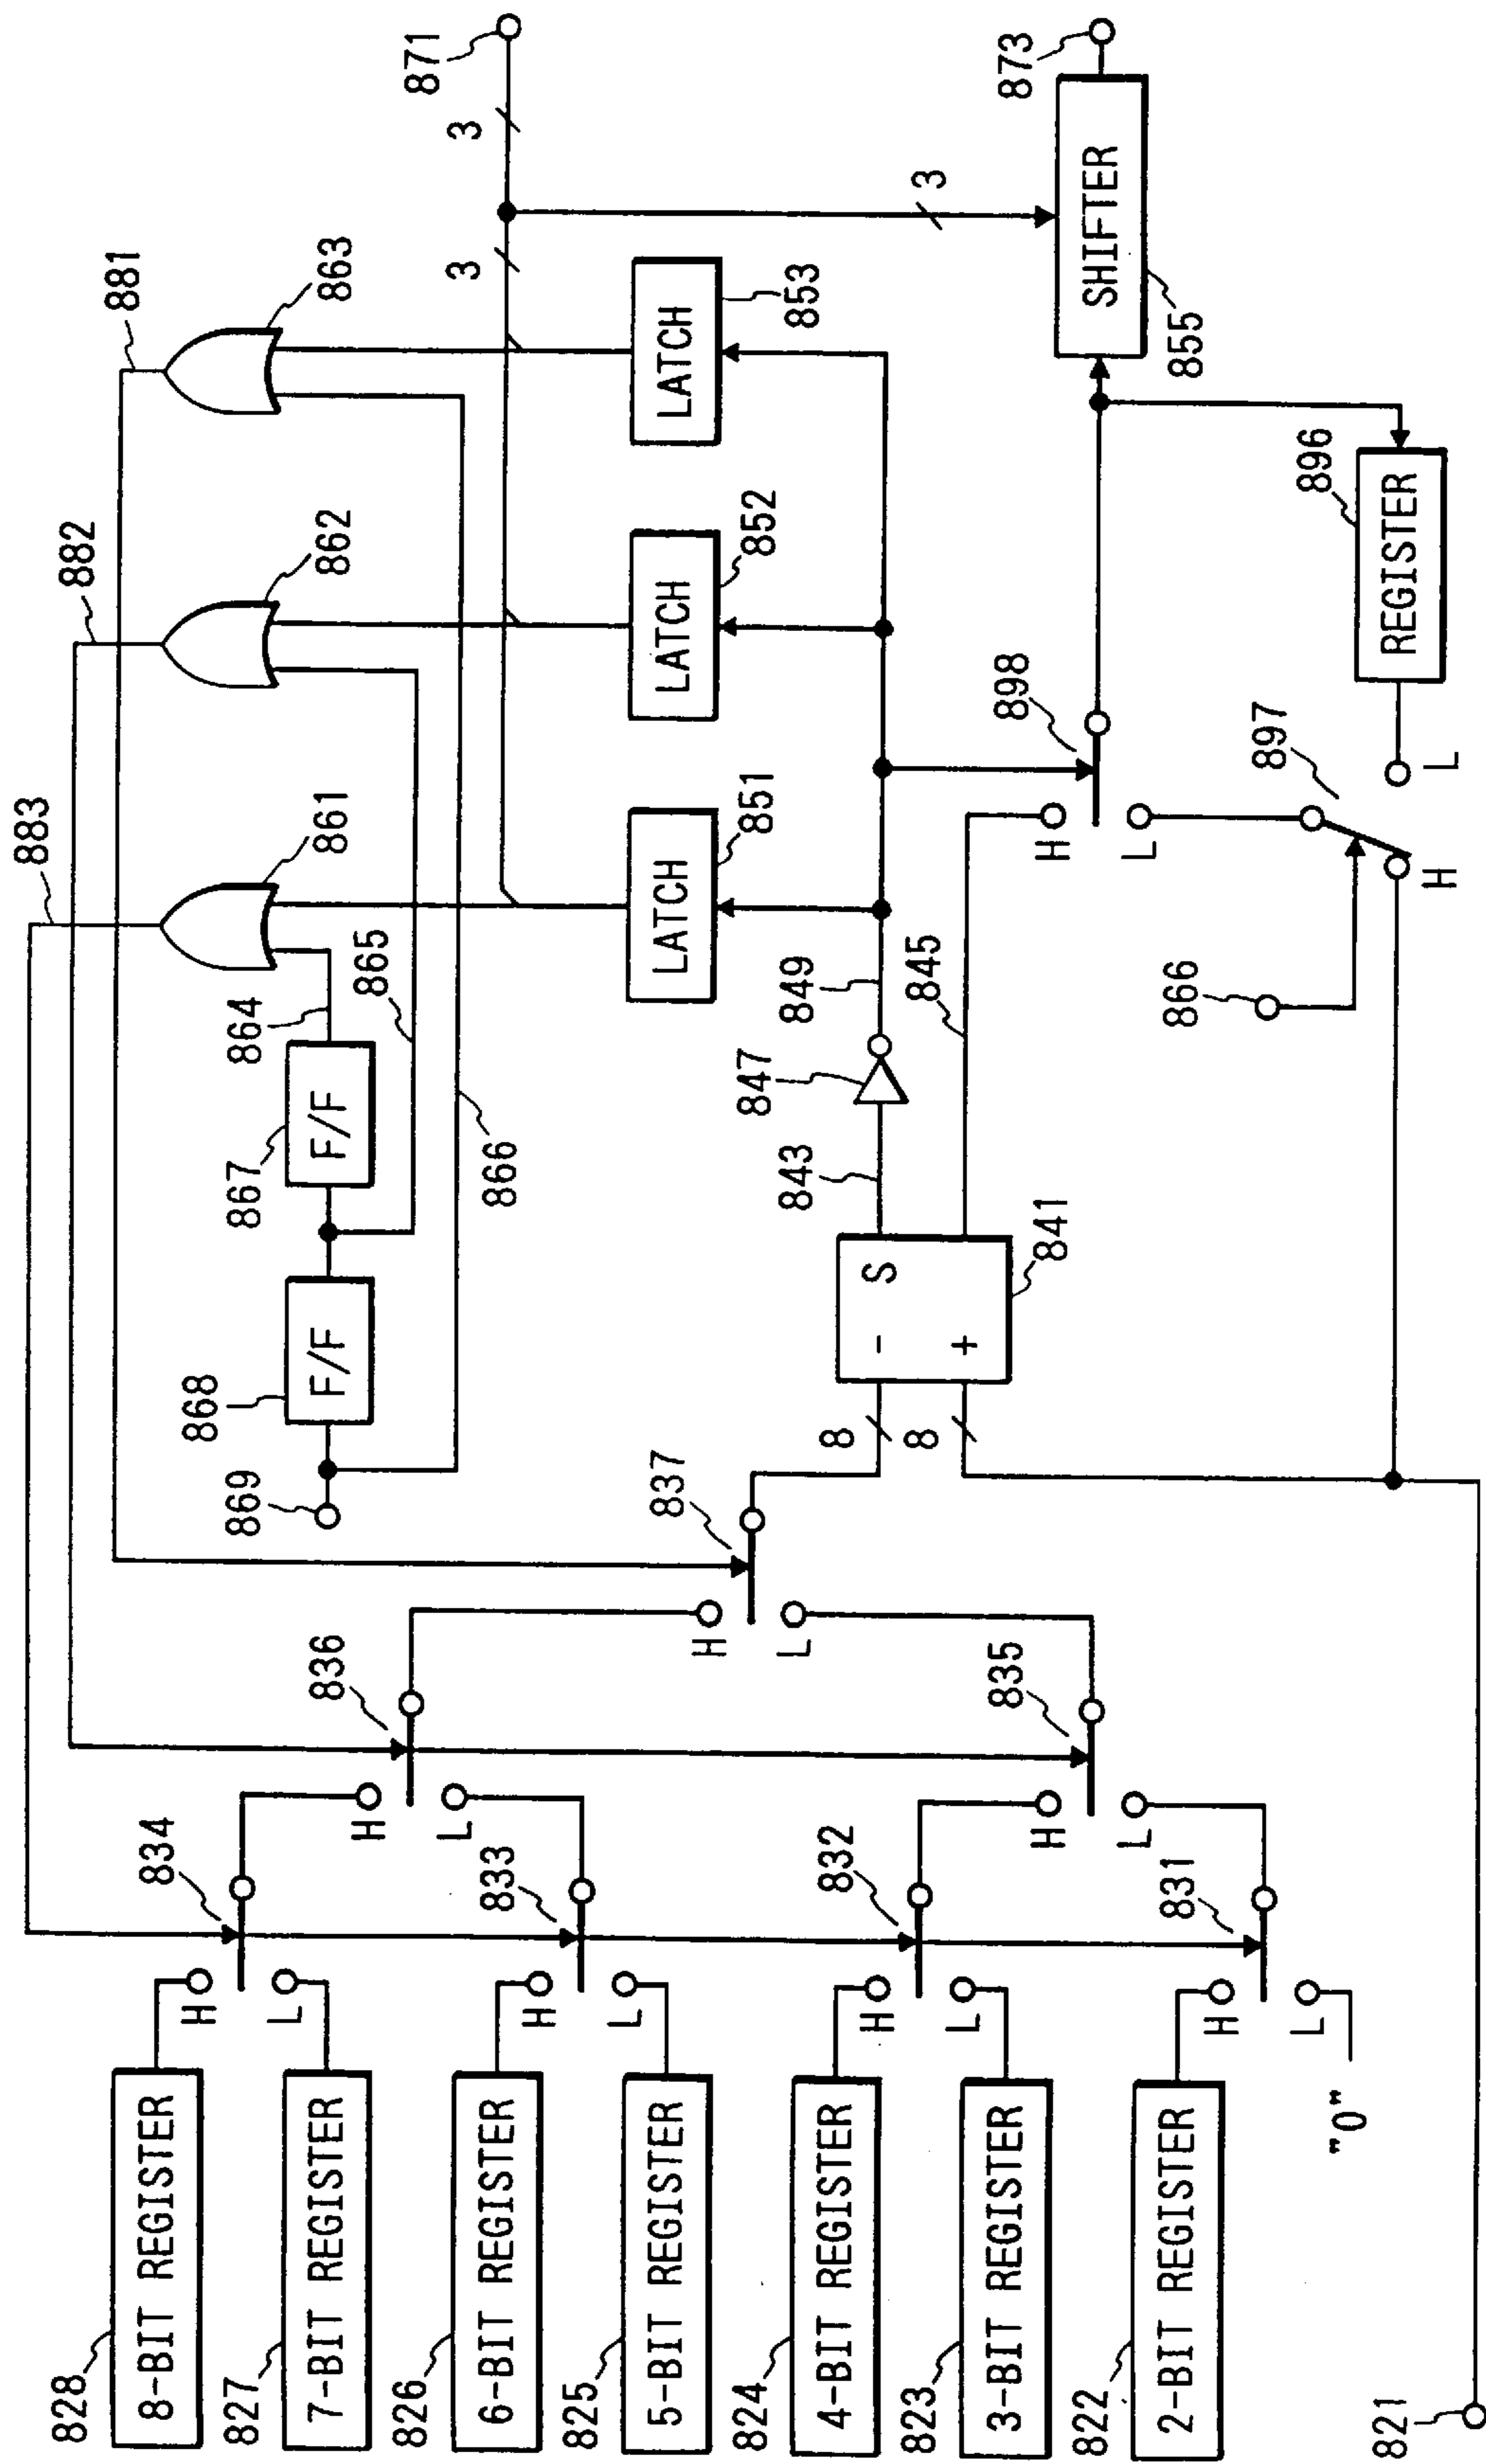 828
8-BIT REGISTER
827
7-BIT REGISTER
826
6-BIT REGISTER
825
5-BIT REGISTER
824
4-BIT REGISTER
823
3-BIT REGISTER
822
2-BIT REGISTER
"0"
821
H
L
834
H
L
833
H
L
832
H
L
831
H
L
836
H
L
835
H
L
837
869
868
F/F
867
F/F
864
865
866
8
8
-
+
S
841
843
845
847
849
883
861
882
862
881
863
LATCH
851
LATCH
852
LATCH
853
3
3
871
3
H
L
898
866
H
L
897
REGISTER
896
SHIFTER
855
873